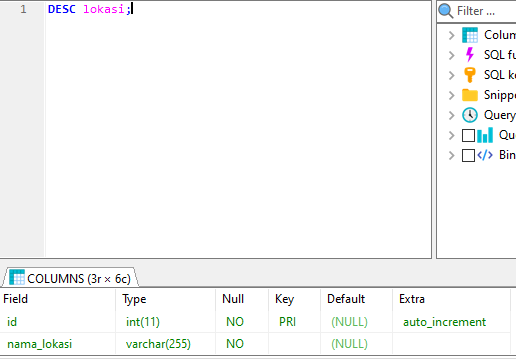 1 DESC lokasi;
Filter ...
Colum
SQL fu
SQL ke
Snippe
Query
Qu
Bin
COLUMNS (3r × 6c)
Field Type Null Key Default Extra
id int(11) NO PRI (NULL) auto_increment
nama_lokasi varchar(255) NO (NULL)